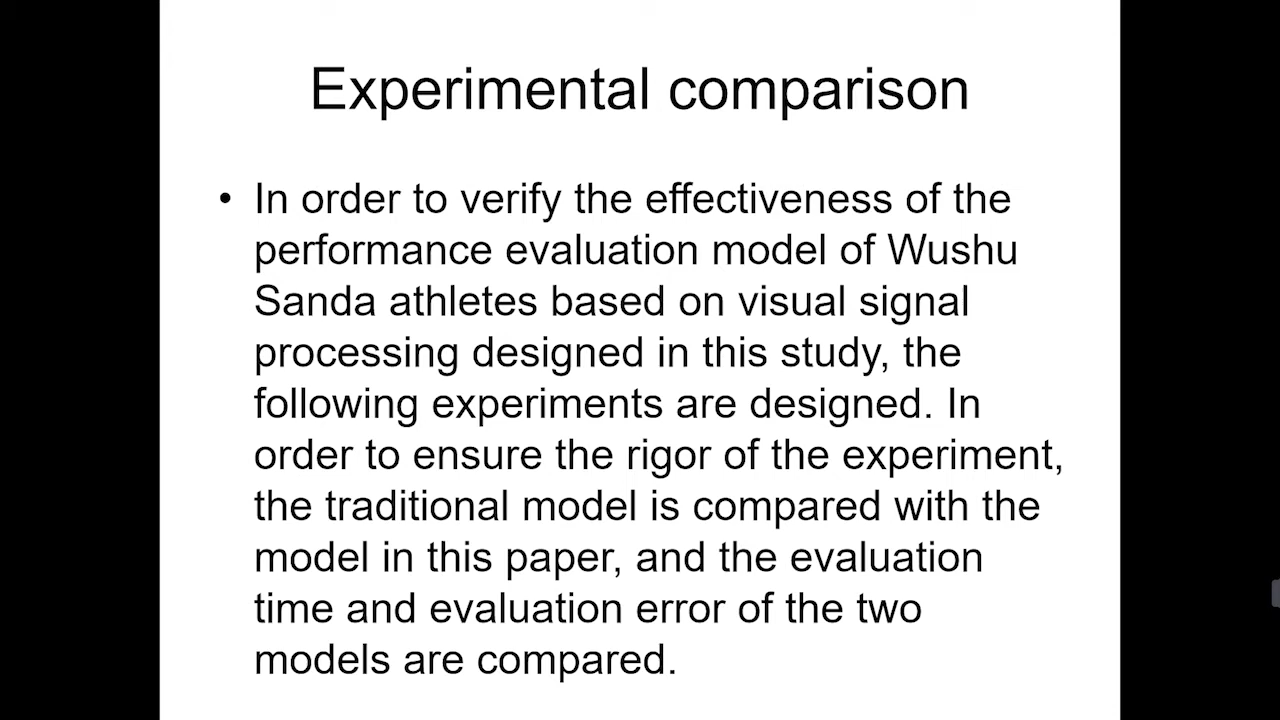 Experimental comparison
• In order to verify the effectiveness of the
performance evaluation model of Wushu
Sanda athletes based on visual signal
processing designed in this study, the
following experiments are designed. In
order to ensure the rigor of the experiment,
the traditional model is compared with the
model in this paper, and the evaluation
time and evaluation error of the two
models are compared.